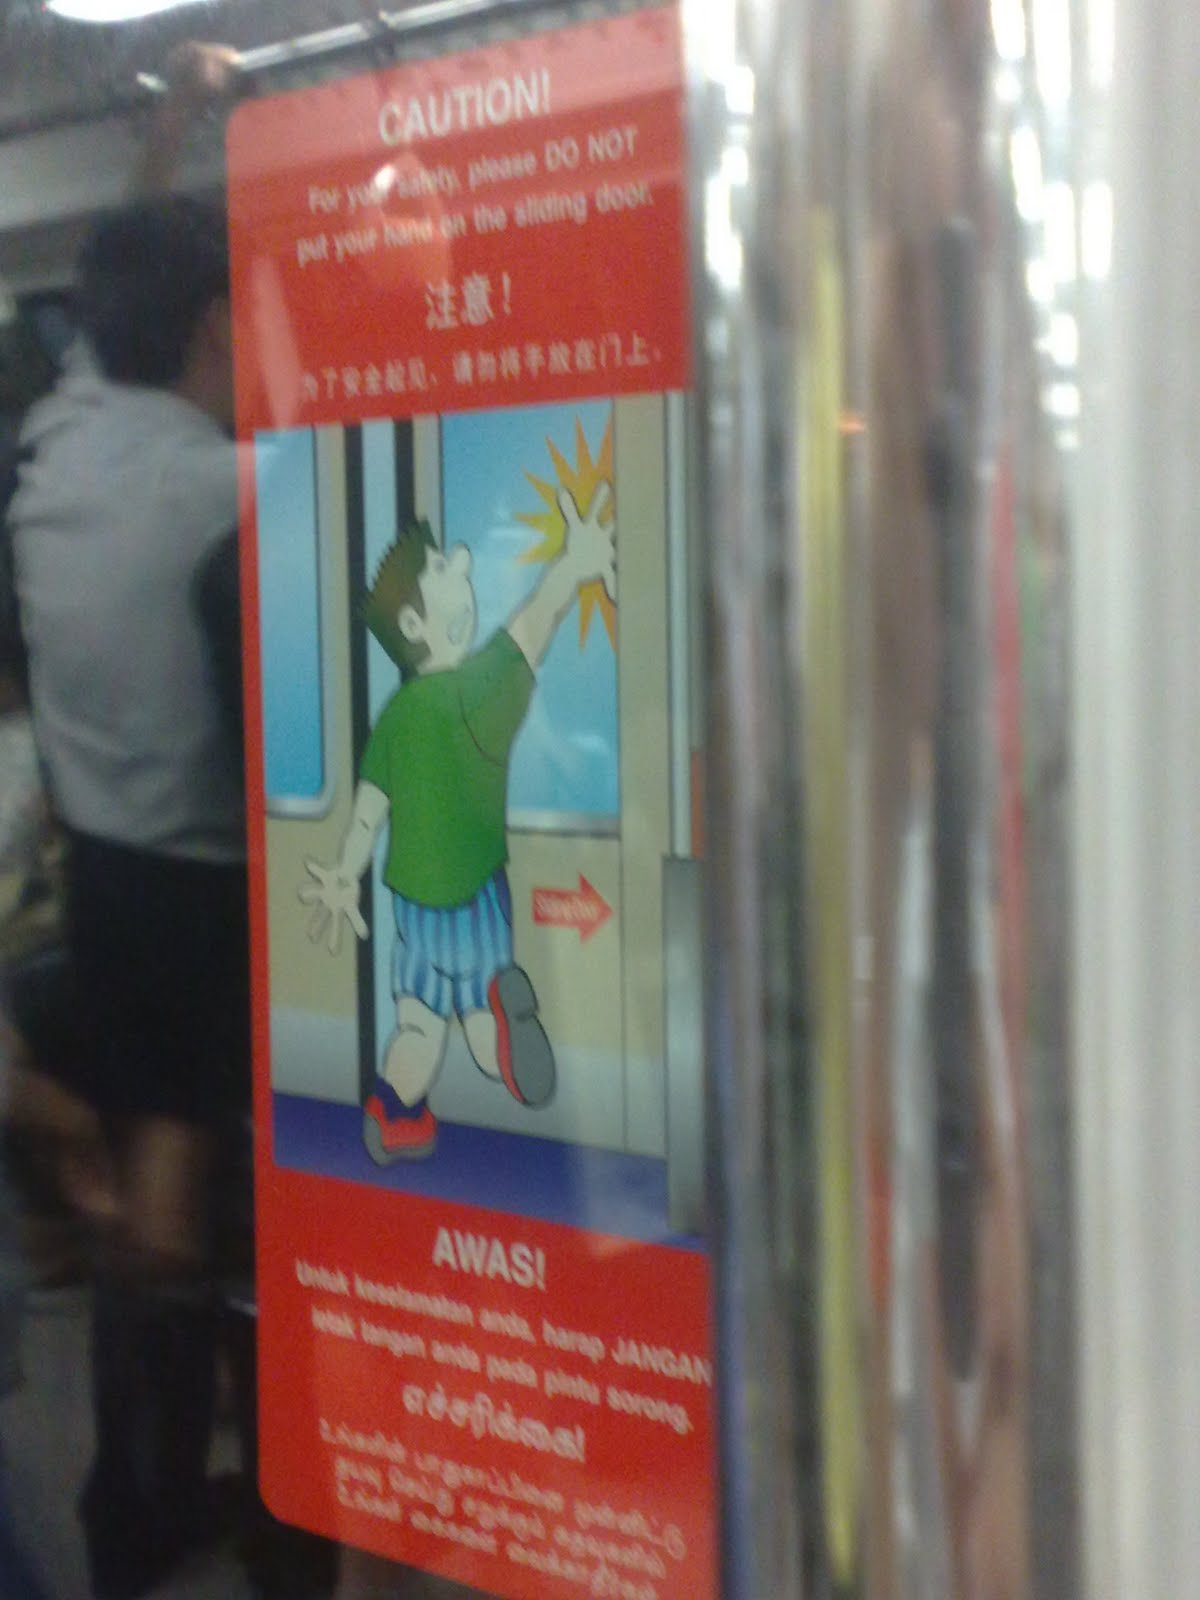 CAUTION!
For your safety, please DO NOT
put your hand on the sliding door.
注意！
为了安全起见、请勿将手放在门上。
AWAS!
Untuk keselamatan anda, harap JANGAN
letak tangan anda pada pintu sorong.
எச்சரிக்கை!